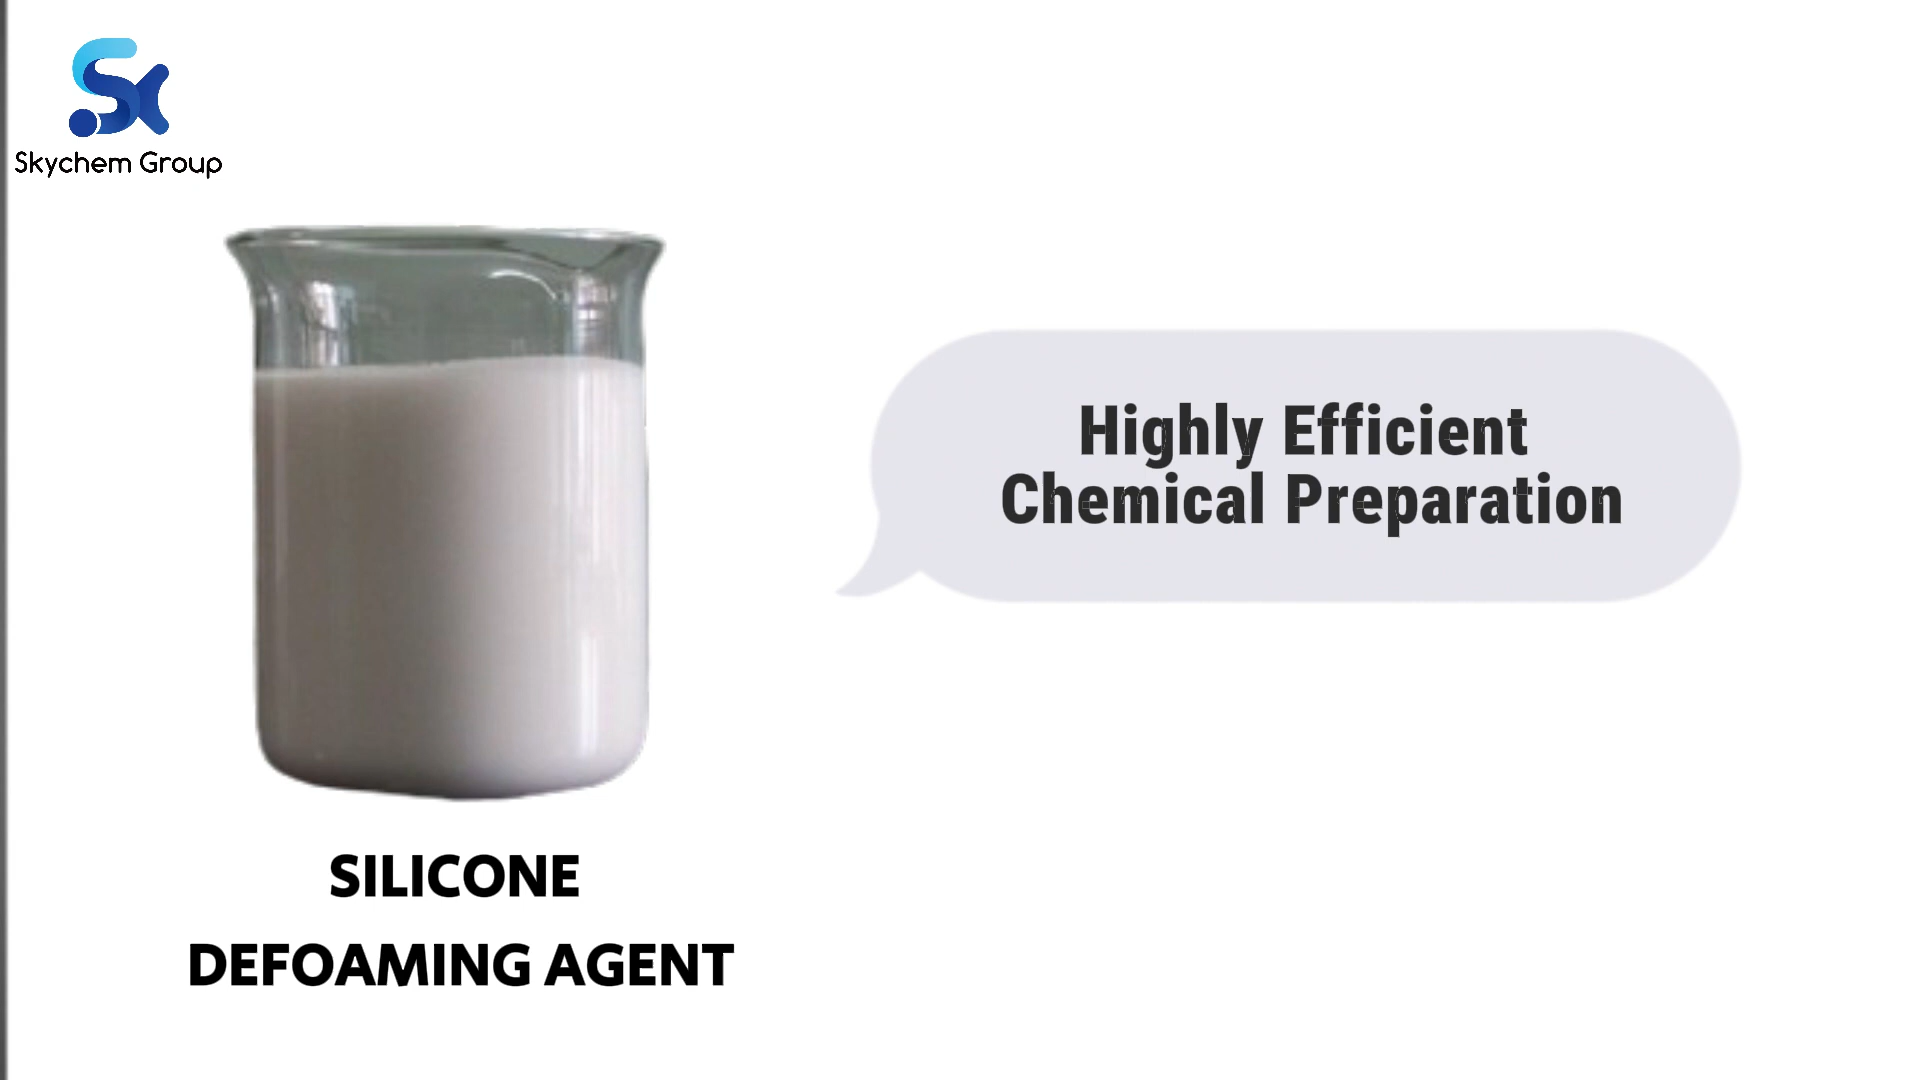 Skychem Group
Highly Efficient
Chemical Preparation
SILICONE
DEFOAMING AGENT